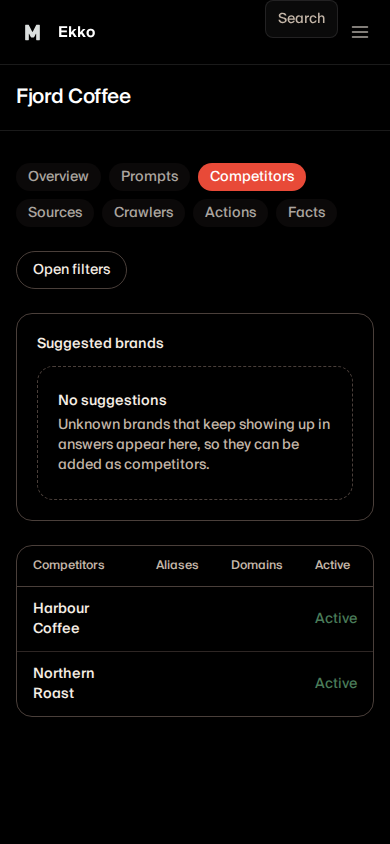 Ekko
Search
Fjord Coffee
Overview Prompts Competitors
Sources Crawlers Actions Facts
Open filters
Suggested brands
No suggestions
Unknown brands that keep showing up in
answers appear here, so they can be
added as competitors.
Competitors Aliases Domains Active
Harbour
Coffee
Active
Northern
Roast
Active